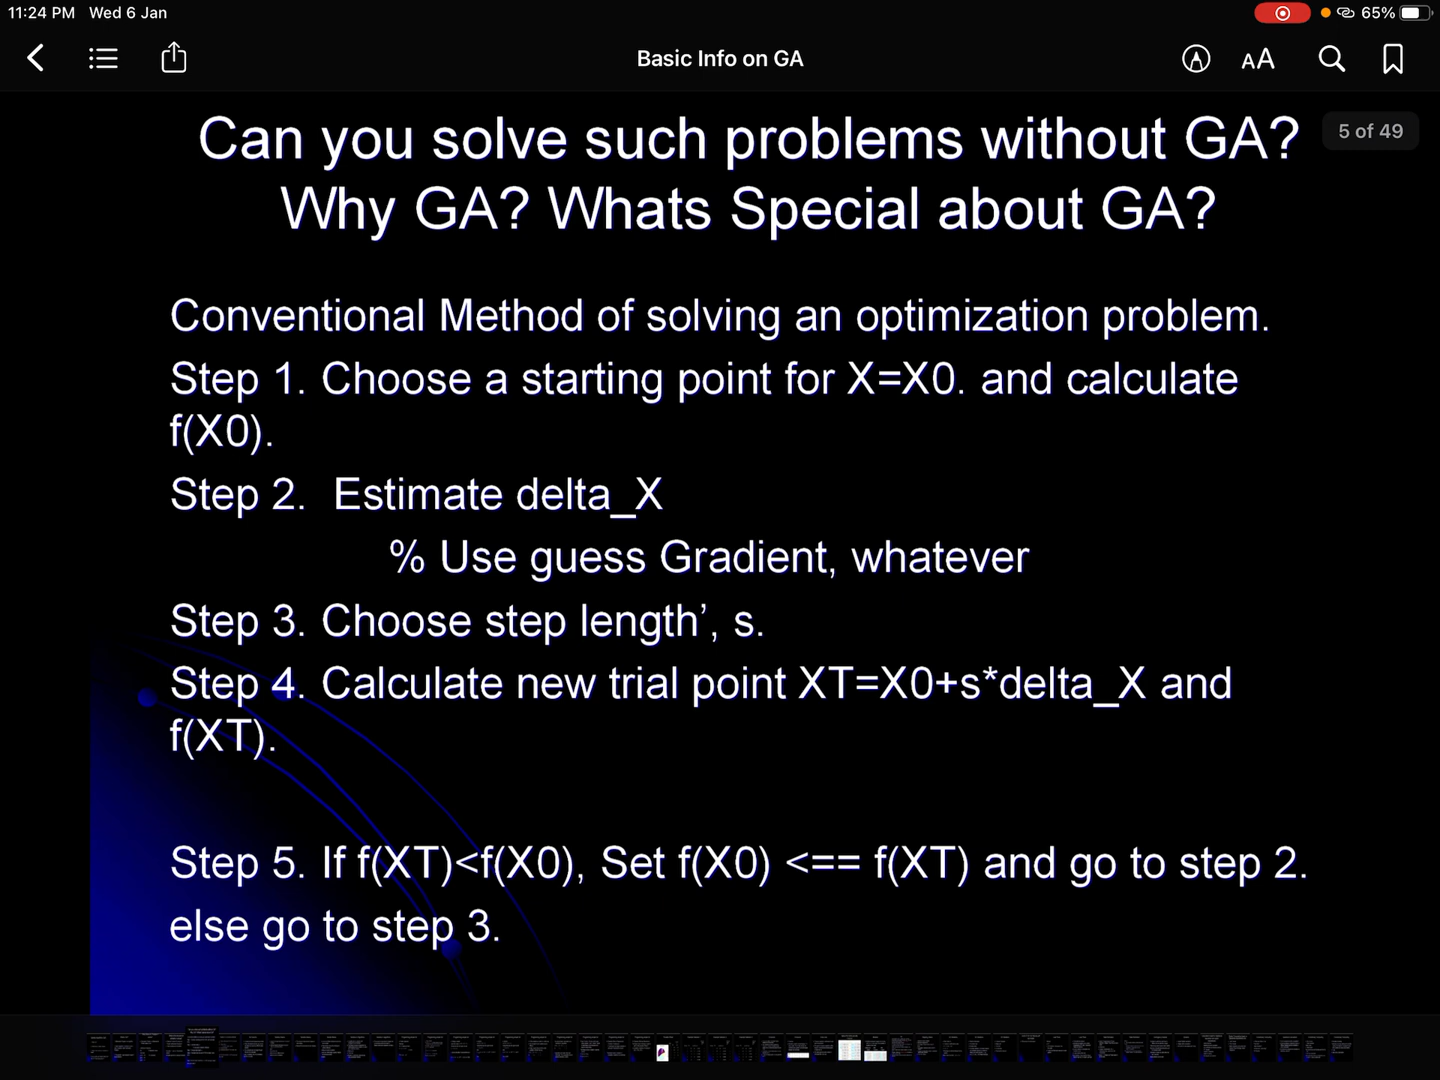 11:24 PM Wed 6 Jan
65%
Basic Info on GA
AA
5 of 49
Can you solve such problems without GA?
Why GA? Whats Special about GA?
Conventional Method of solving an optimization problem.
Step 1. Choose a starting point for X=X0. and calculate
f(X0).
Step 2. Estimate delta_X
% Use guess Gradient, whatever
Step 3. Choose step length’, s.
Step 4. Calculate new trial point XT=X0+s*delta_X and
f(XT).
Step 5. If f(XT)<f(X0), Set f(X0) <== f(XT) and go to step 2.
else go to step 3.